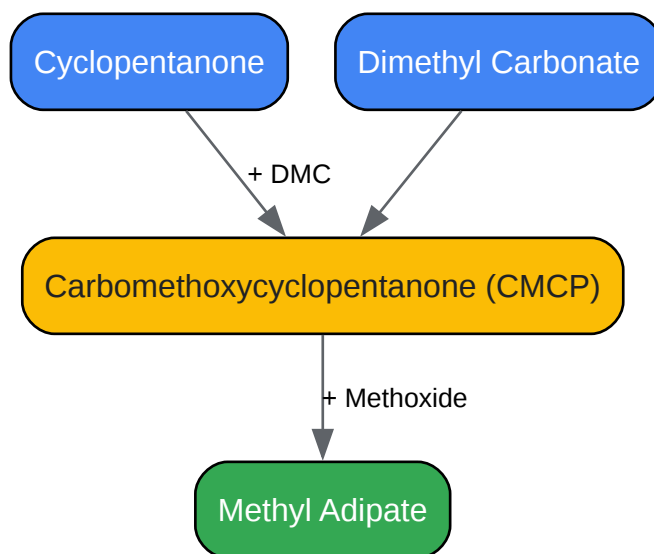 Cyclopentanone
Dimethyl Carbonate
+ DMC
Carbomethoxycyclopentanone (CMCP)
+ Methoxide
Methyl Adipate